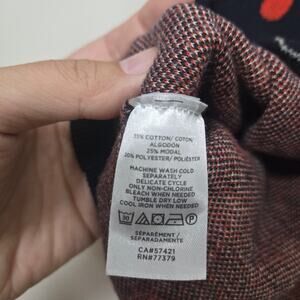 55% COTTON/ COTON/
ALGODÓN
25% MODAL
20% POLYESTER/ POLIÉSTER
MACHINE WASH COLD
SEPARATELY
DELICATE CYCLE
ONLY NON-CHLORINE
BLEACH WHEN NEEDED
TUMBLE DRY LOW
COOL IRON WHEN NEEDED
SÉPARÉMENT /
SEPARADAMENTE
CA#57421
RN#77379